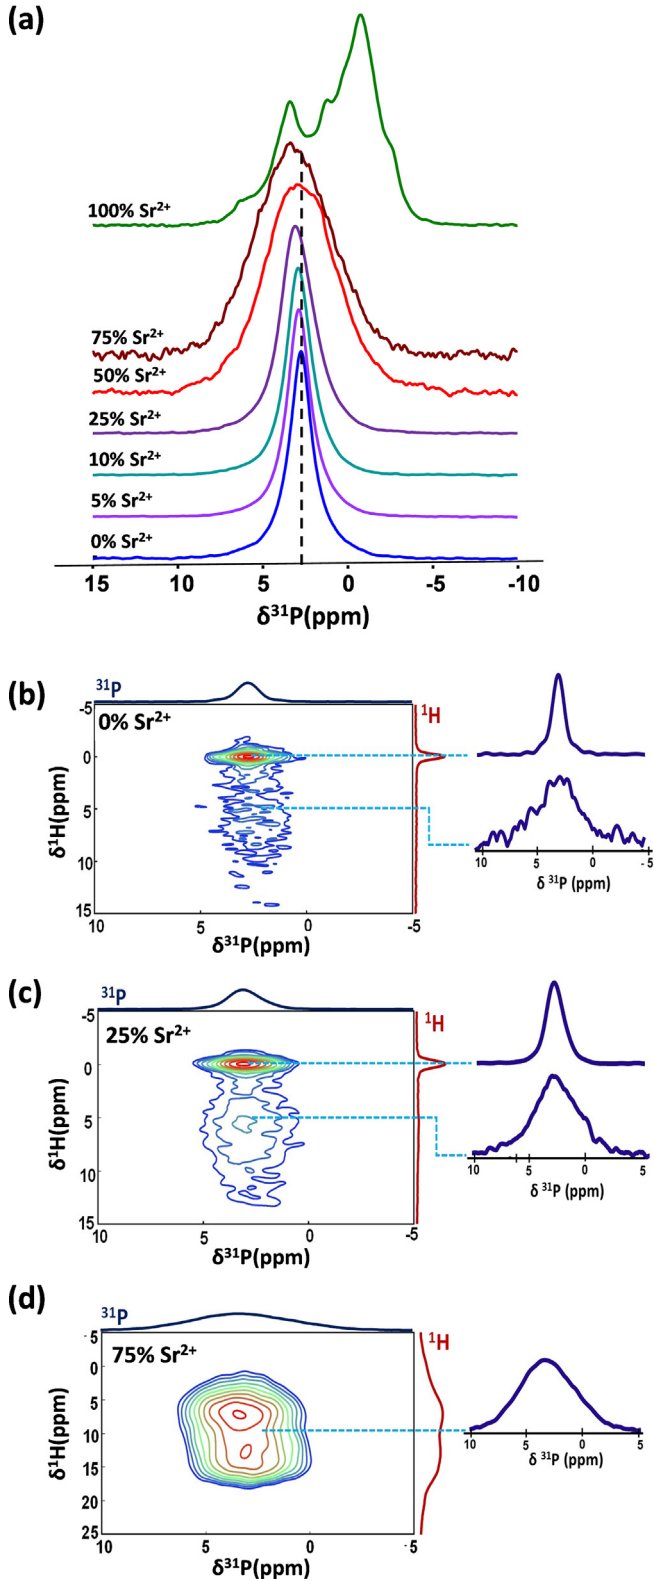 (a)
100% Sr²⁺
75% Sr²⁺
50% Sr²⁺
25% Sr²⁺
10% Sr²⁺
5% Sr²⁺
0% Sr²⁺
15 10 5 0 -5 -10
δ³¹P(ppm)
(b)
³¹P
-5 0% Sr²⁺ ¹H
0
5
10
15
δ¹H(ppm)
10 5 0 -5
δ³¹P(ppm)
10 5 0 - 5
δ ³¹P (ppm)
(c)
³¹P
-5 25% Sr²⁺ ¹H
0
5
10
15
δ¹H(ppm)
10 5 0 -5
δ³¹P(ppm)
10 5 0 5
δ ³¹P (ppm)
(d)
³¹P
- 5 75% Sr²⁺ ¹H
0
5
10
15
20
25
δ¹H(ppm)
10 5 0 - 5
δ³¹P(ppm)
10 5 0 5
δ ³¹P (ppm)